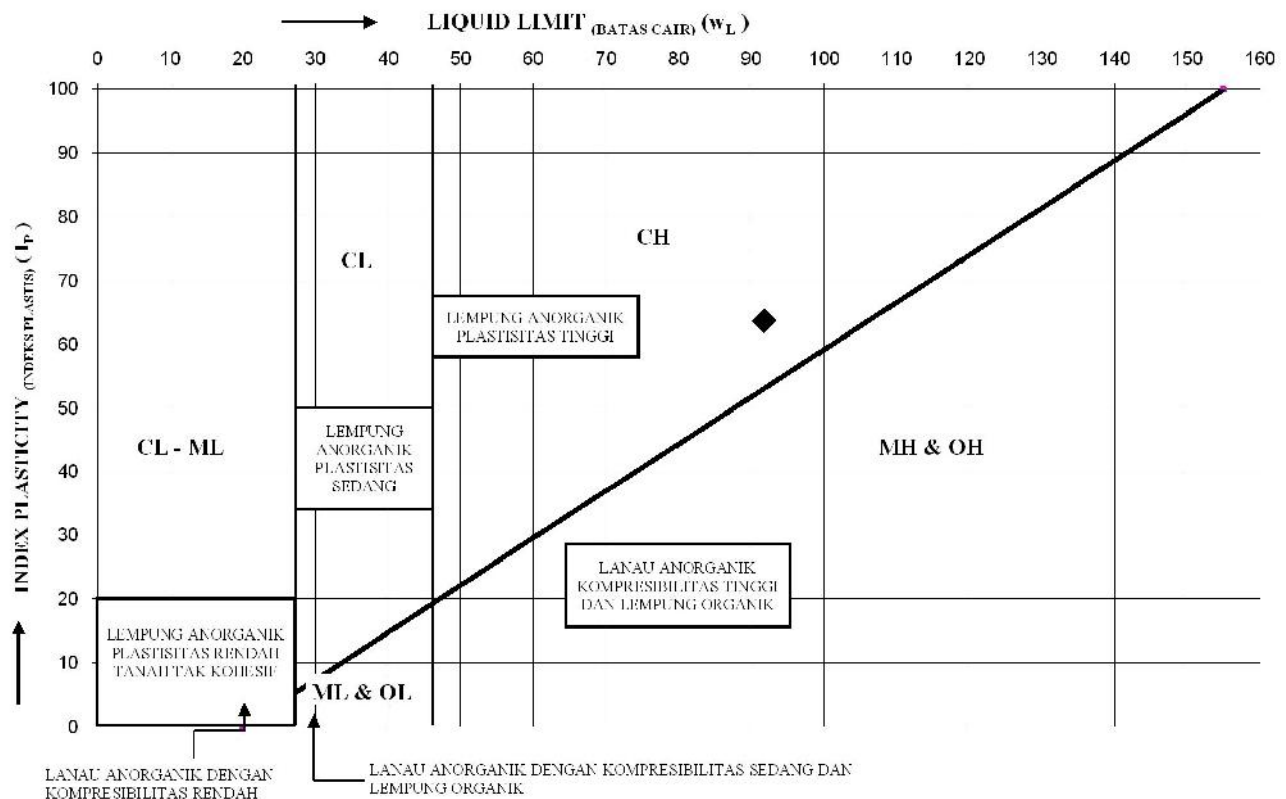 LIQUID LIMIT (BATAS CAIR) (wL)
0 10 20 30 40 50 60 70 80 90 100 110 120 130 140 150 160
INDEX PLASTICITY (INDEKS PLASTIS) (IP)
100
90
80
70
60
50
40
30
20
10
0
CH
CL
LEMPUNG ANORGANIK
PLASTISITAS TINGGI
CL - ML
LEMPUNG
ANORGANIK
PLASTISITAS
SEDANG
MH & OH
LANAU ANORGANIK
KOMPRESIBILITAS TINGGI
DAN LEMPUNG ORGANIK
LEMPUNG ANORGANIK
PLASTISITAS RENDAH
TANAH TAK KOHESIF
ML & OL
LANAU ANORGANIK DENGAN
KOMPRESIBILITAS RENDAH
LANAU ANORGANIK DENGAN KOMPRESIBILITAS SEDANG DAN
LEMPUNG ORGANIK